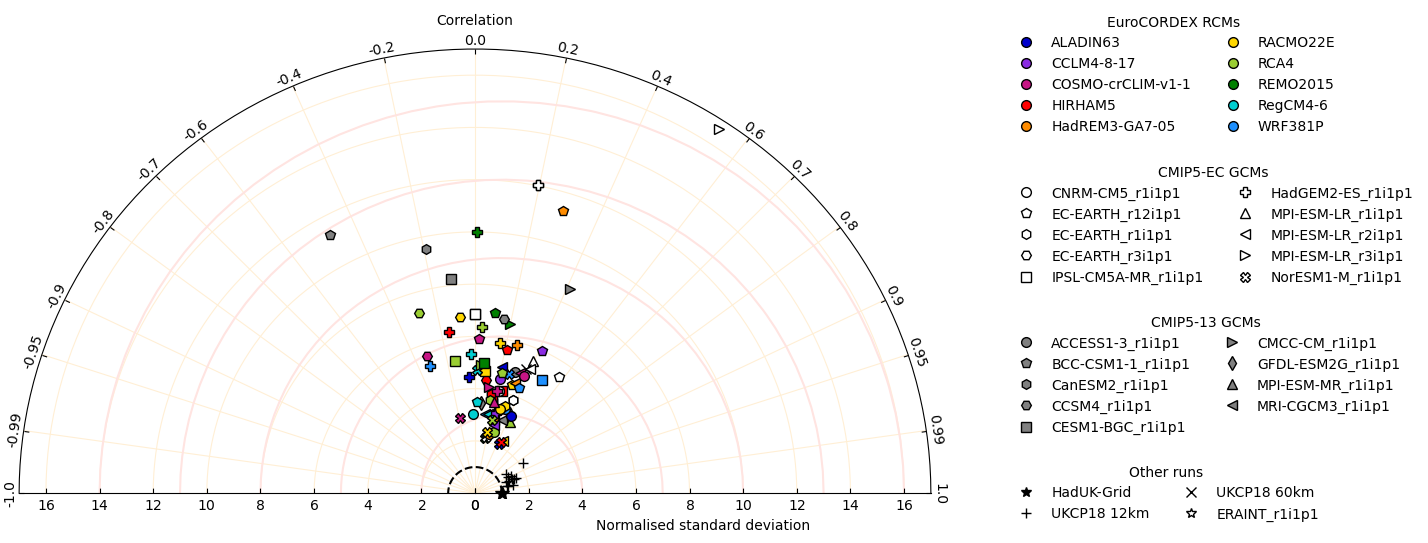 Correlation
-1.0
-0.99
-0.95
-0.9
-0.8
-0.7
-0.6
-0.4
-0.2
0.0
0.2
0.4
0.6
0.7
0.8
0.9
0.95
0.99
1.0
16 14 12 10 8 6 4 2 0 0 2 4 6 8 10 12 14 16
Normalised standard deviation
EuroCORDEX RCMs
ALADIN63 RACMO22E
CCLM4-8-17 RCA4
COSMO-crCLIM-v1-1 REMO2015
HIRHAM5 RegCM4-6
HadREM3-GA7-05 WRF381P
CMIP5-EC GCMs
CNRM-CM5_r1i1p1 HadGEM2-ES_r1i1p1
EC-EARTH_r12i1p1 MPI-ESM-LR_r1i1p1
EC-EARTH_r1i1p1 MPI-ESM-LR_r2i1p1
EC-EARTH_r3i1p1 MPI-ESM-LR_r3i1p1
IPSL-CM5A-MR_r1i1p1 NorESM1-M_r1i1p1
CMIP5-13 GCMs
ACCESS1-3_r1i1p1 CMCC-CM_r1i1p1
BCC-CSM1-1_r1i1p1 GFDL-ESM2G_r1i1p1
CanESM2_r1i1p1 MPI-ESM-MR_r1i1p1
CCSM4_r1i1p1 MRI-CGCM3_r1i1p1
CESM1-BGC_r1i1p1
Other runs
HadUK-Grid UKCP18 60km
UKCP18 12km ERAINT_r1i1p1